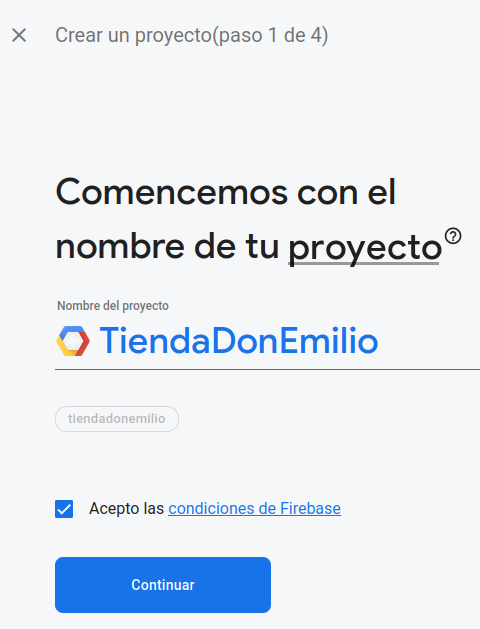 Crear un proyecto(paso 1 de 4)
Comencemos con el
nombre de tu proyecto
Nombre del proyecto
TiendaDonEmilio
tiendadonemilio
Acepto las condiciones de Firebase
Continuar